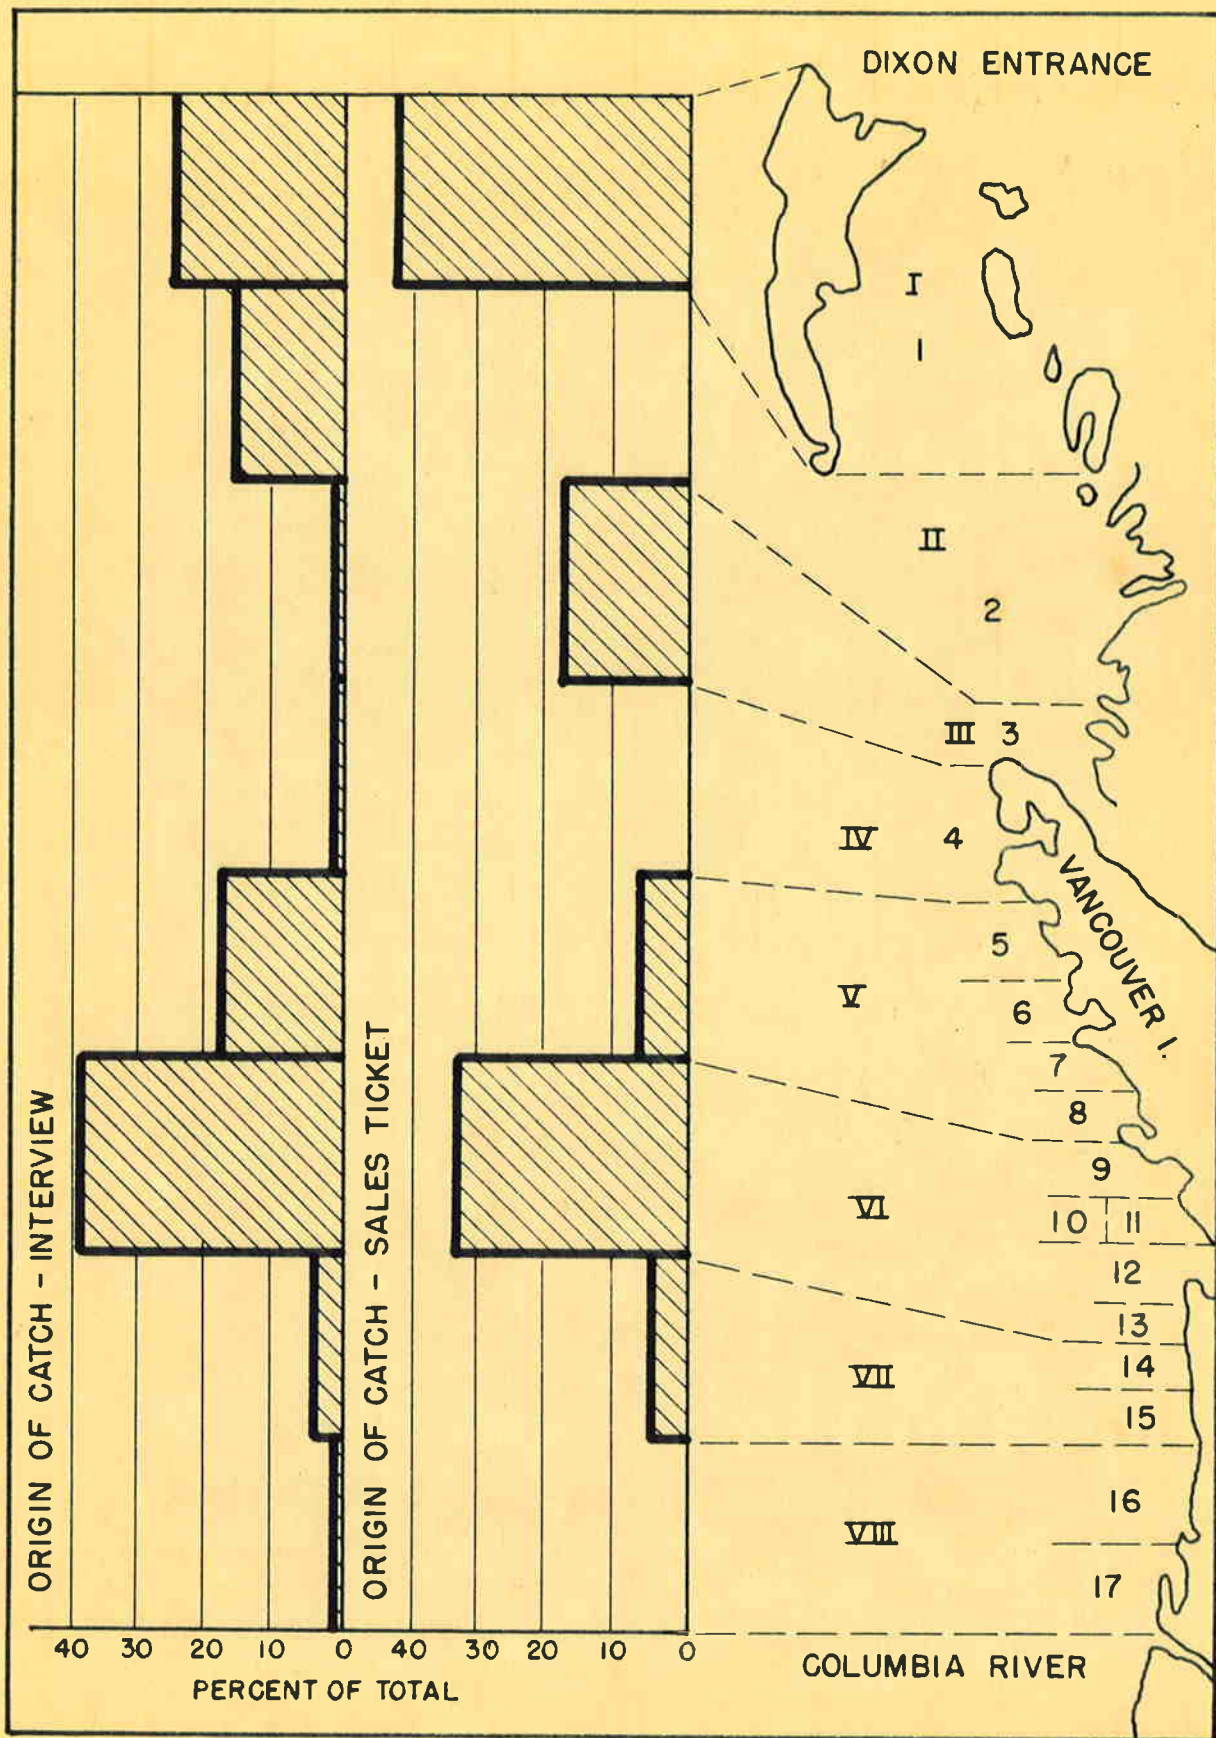 DIXON ENTRANCE
I
1
II
2
III 3
IV 4
VANCOUVER I.
5
V
6
7
8
9
VI
10 11
12
13
VII
14
15
16
VIII
17
ORIGIN OF CATCH - INTERVIEW
ORIGIN OF CATCH - SALES TICKET
40 30 20 10 0 40 30 20 10 0
PERCENT OF TOTAL
COLUMBIA RIVER